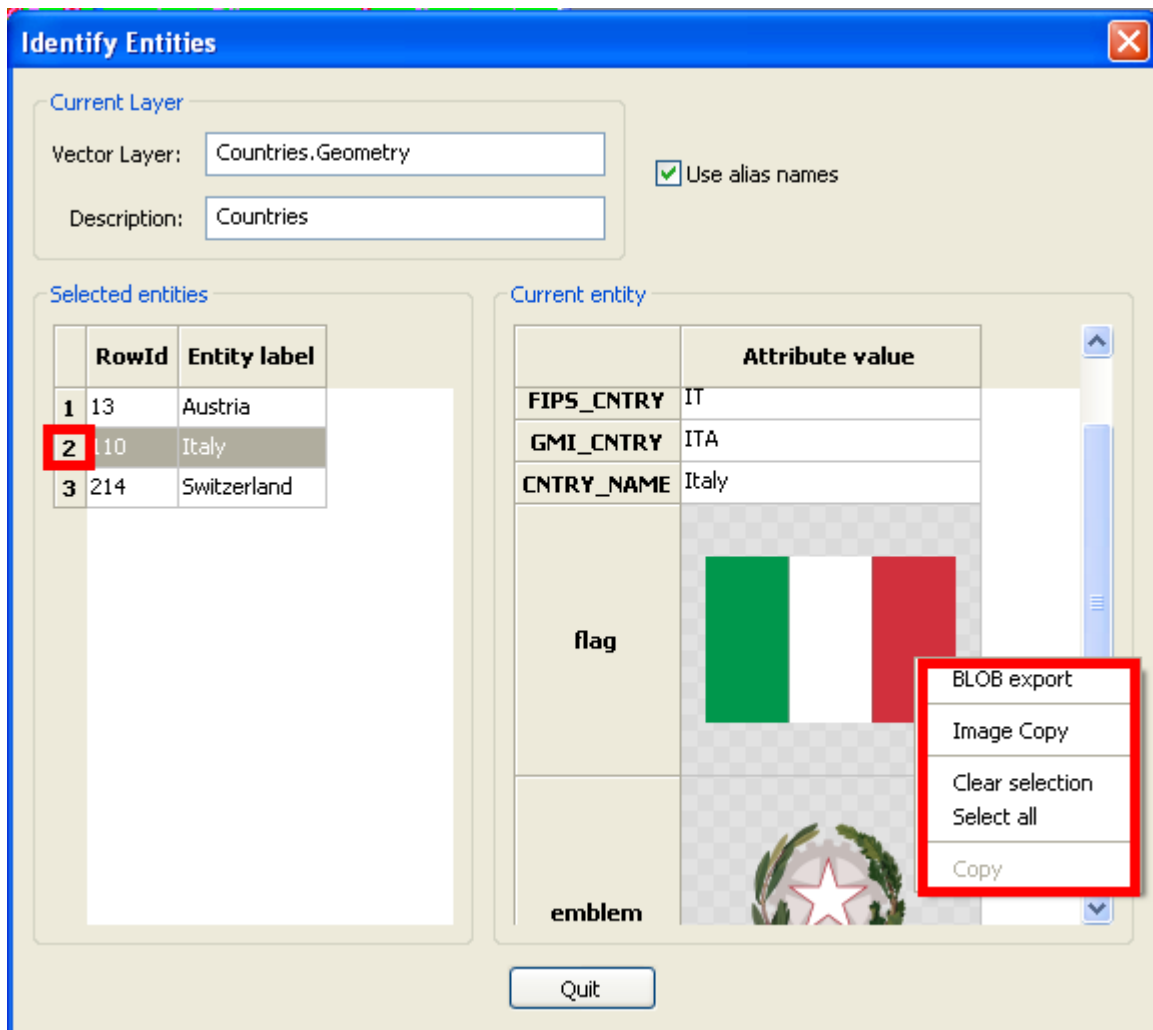 Identify Entities
Current Layer
Vector Layer: Countries.Geometry
Use alias names
Description: Countries
Selected entities
RowId Entity label
1 13 Austria
2 110 Italy
3 214 Switzerland
Current entity
Attribute value
FIPS_CNTRY IT
GMI_CNTRY ITA
CNTRY_NAME Italy
flag
BLOB export
Image Copy
Clear selection
Select all
Copy
emblem
Quit